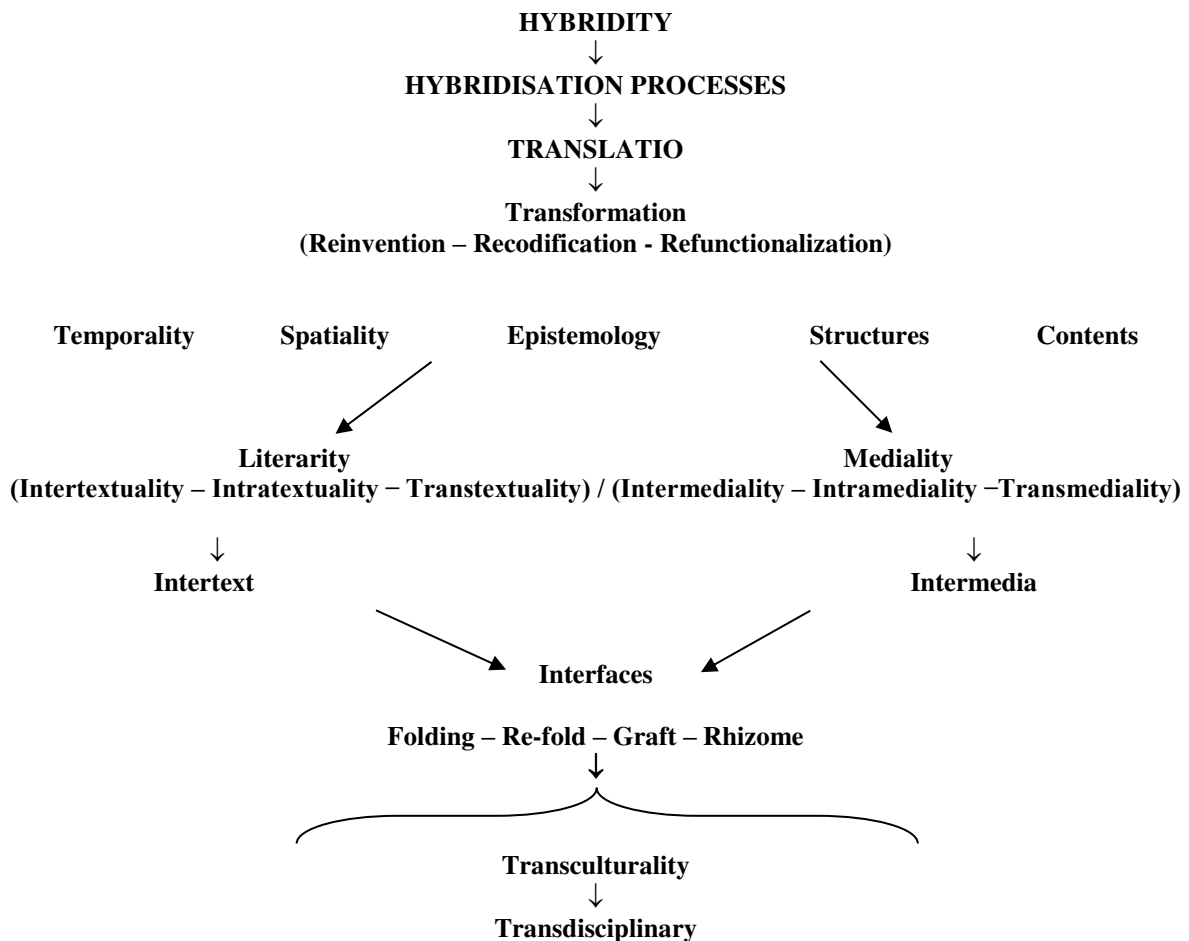 HYBRIDITY
↓
HYBRIDISATION PROCESSES
↓
TRANSLATIO
↓
Transformation
(Reinvention – Recodification - Refunctionalization)
Temporality Spatiality Epistemology Structures Contents
Literarity Mediality
(Intertextuality – Intratextuality − Transtextuality) / (Intermediality – Intramediality −Transmediality)
↓ ↓
Intertext Intermedia
Interfaces
Folding – Re-fold – Graft – Rhizome
↓
Transculturality
↓
Transdisciplinary